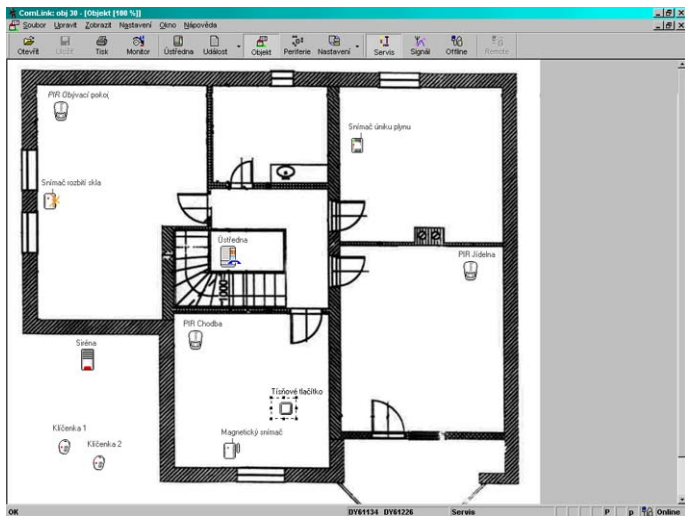 ComLink: obj 30 - [Objekt [100 %]]
Soubor Upravit Zobrazit Nastavení Okno Nápověda
Otevřít Uložit Tisk Monitor Ústředna Událost Objekt Periferie Nastavení Servis Signál Offline Remote
PIR Obývací pokoj
Snímač úniku plynu
Snímač rozbití skla
Ústředna
PIR Jídelna
1000
PIR Chodba
Siréna
Tísňové tlačítko
Klíčenka 1
Klíčenka 2
Magnetický snímač
OK DY61134 DY61226 Servis P p Online